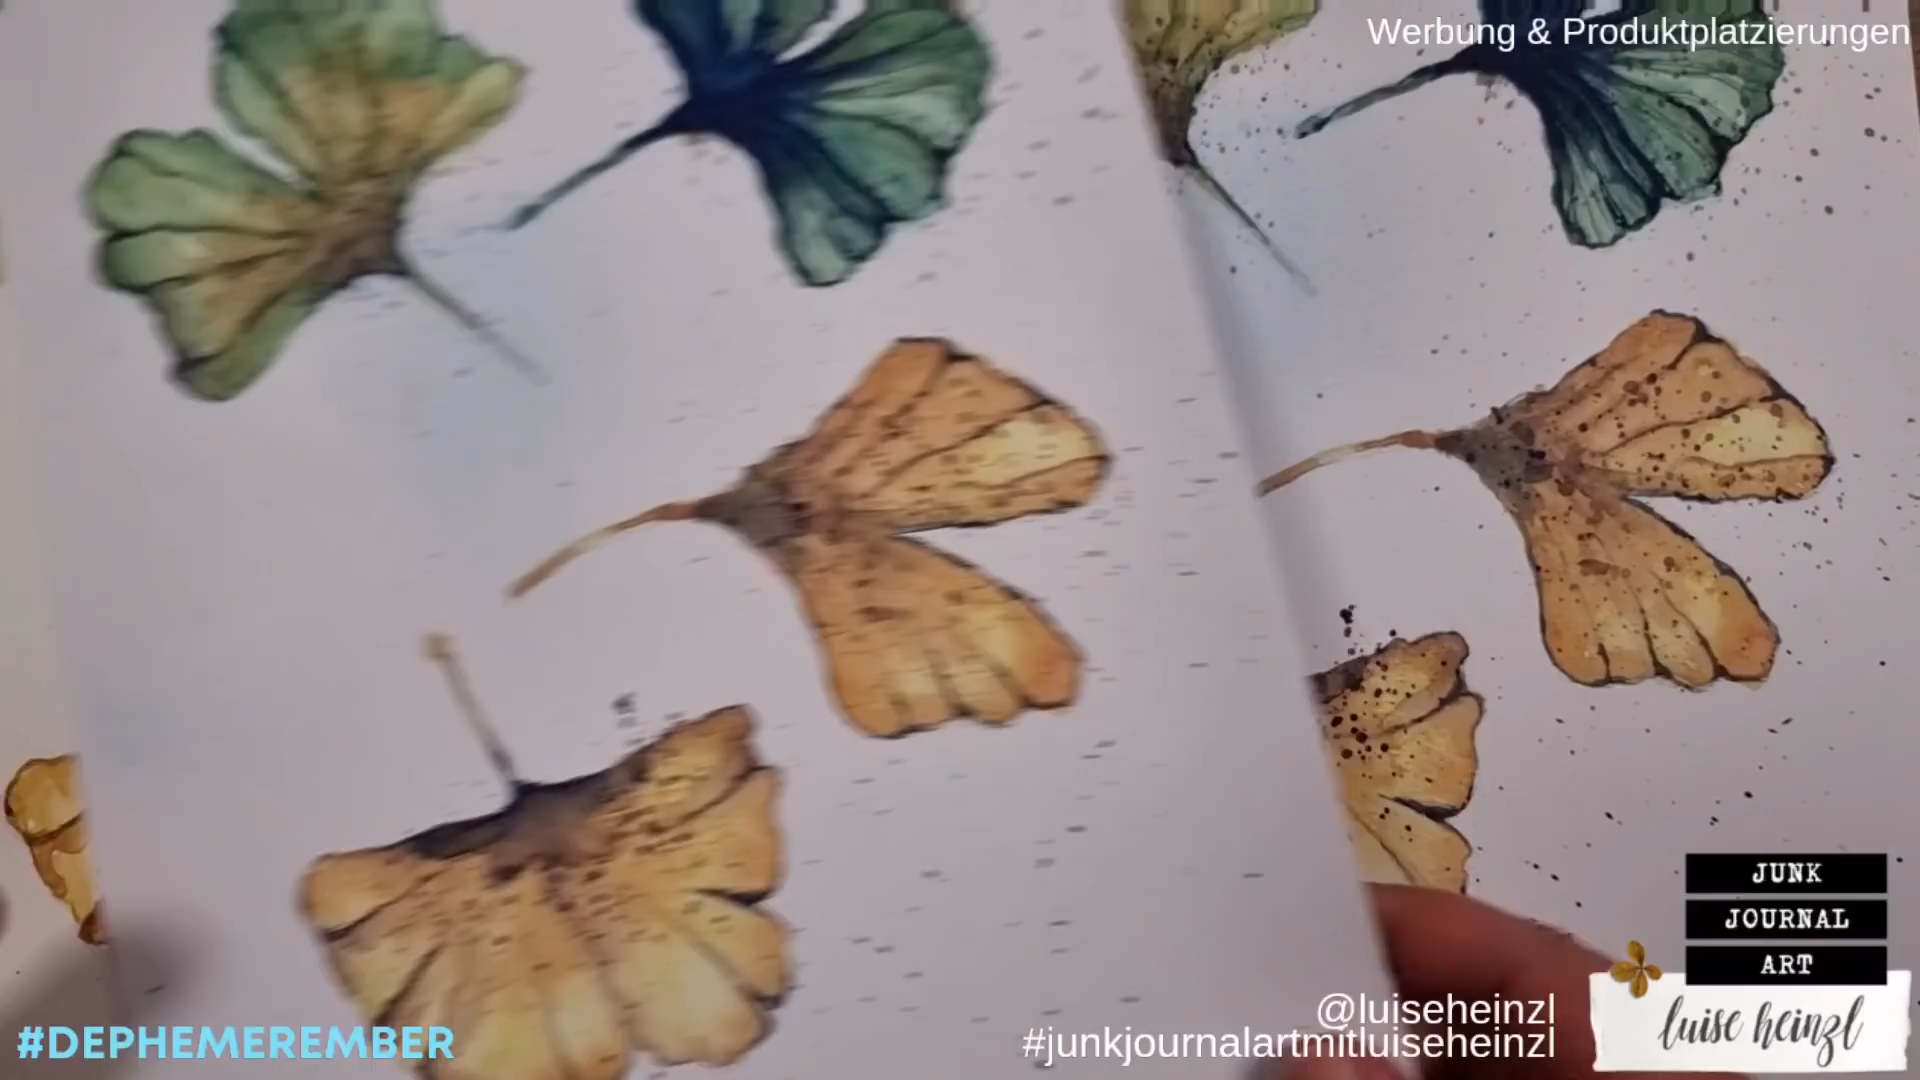 Werbung & Produktplatzierungen
JUNK
JOURNAL
ART
luise heinzl
@luiseheinzl
#junkjournalartmitluiseheinzl
#DEPHEMEREMBER